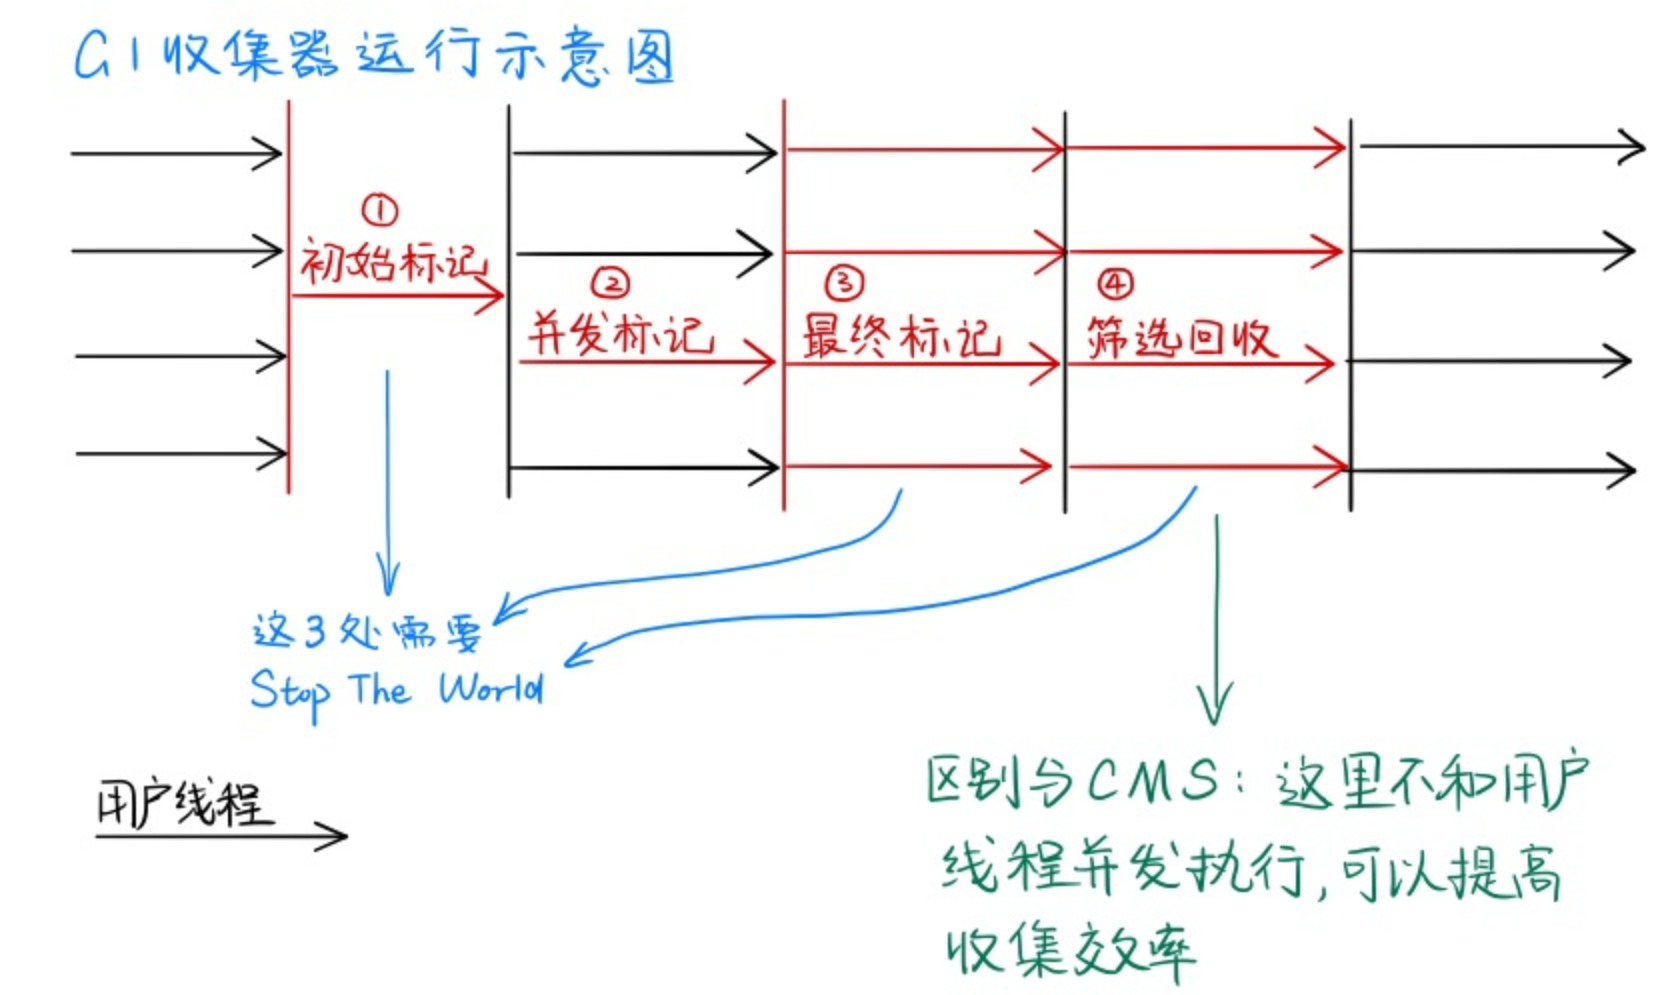 G1收集器运行示意图
①
初始标记
②
并发标记
③
最终标记
④
筛选回收
这3处需要
Stop The World
用户线程
区别与CMS：这里不和用户
线程并发执行，可以提高
收集效率